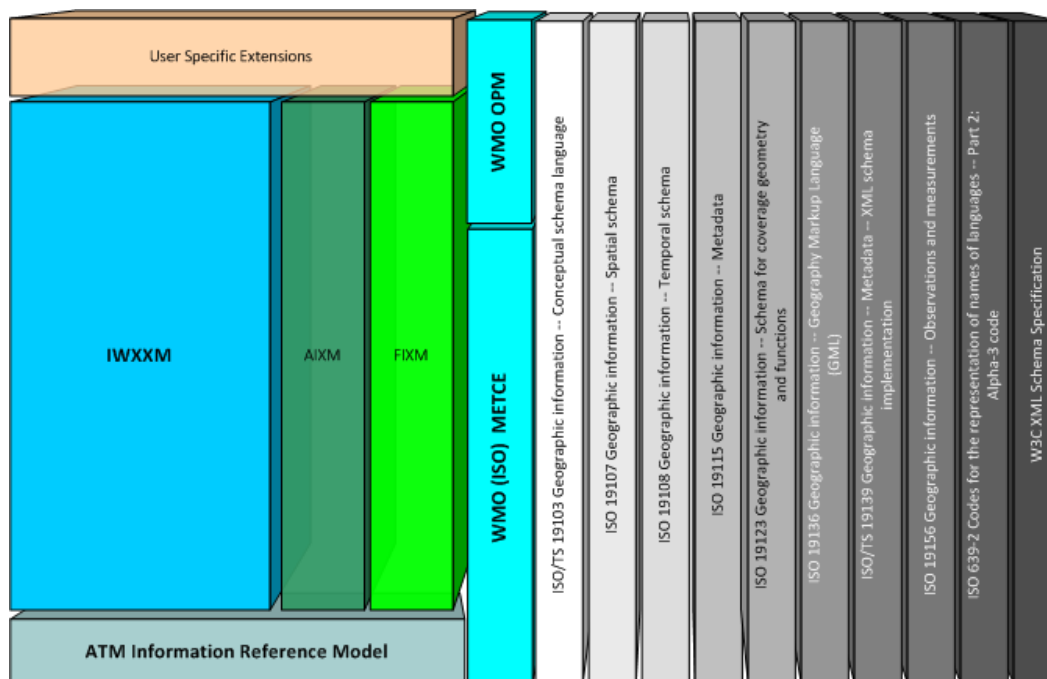 User Specific Extensions
IWXXM
AIXM
FIXM
ATM Information Reference Model
WMO OPM
WMO (ISO) METCE
ISO/TS 19103 Geographic information -- Conceptual schema language
ISO 19107 Geographic information -- Spatial schema
ISO 19108 Geographic information -- Temporal schema
ISO 19115 Geographic information -- Metadata
ISO 19123 Geographic information -- Schema for coverage geometry
and functions
ISO 19136 Geographic information -- Geography Markup Language
(GML)
ISO/TS 19139 Geographic information -- Metadata -- XML schema
implementation
ISO 19156 Geographic information -- Observations and measurements
ISO 639-2 Codes for the representation of names of languages -- Part 2:
Alpha-3 code
W3C XML Schema Specification